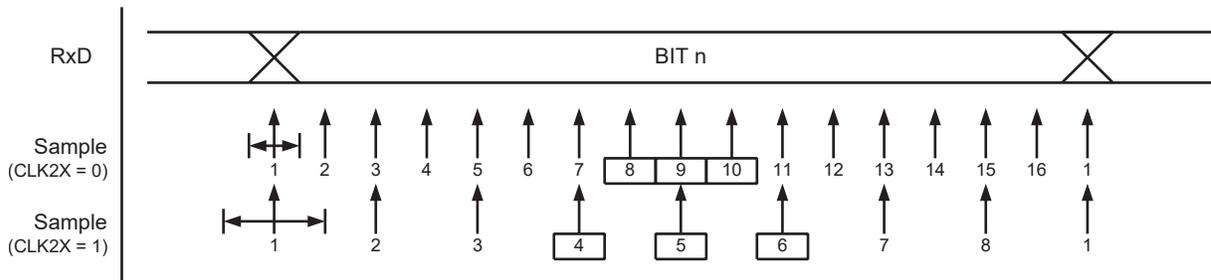 RxD BIT n
Sample
(CLK2X = 0) 1 2 3 4 5 6 7 8 9 10 11 12 13 14 15 16 1
Sample
(CLK2X = 1) 1 2 3 4 5 6 7 8 1